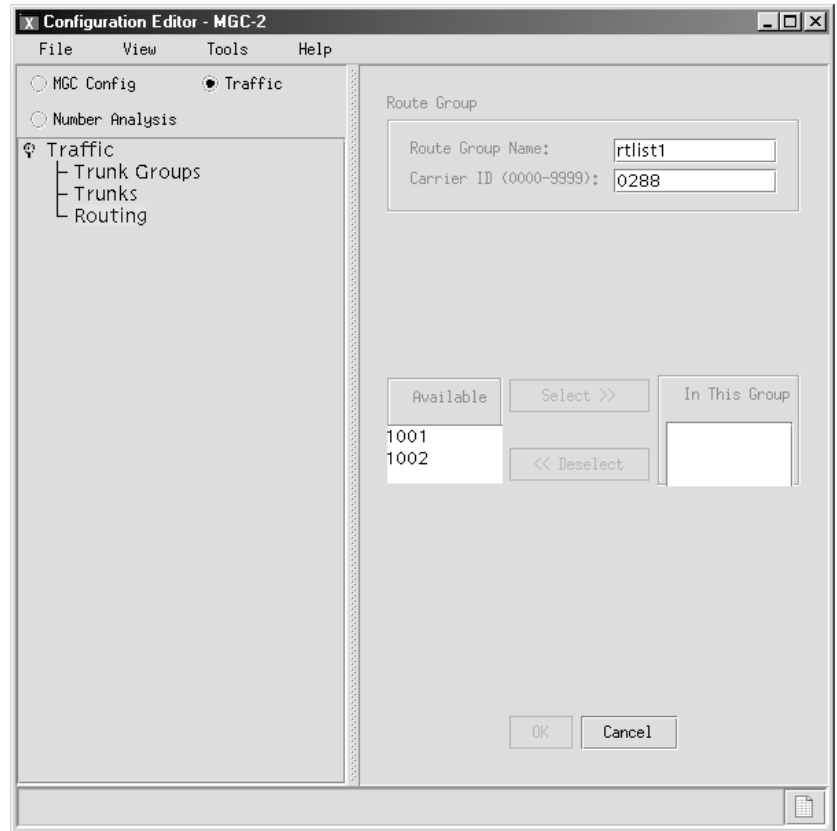 X Configuration Editor - MGC-2
File View Tools Help
MGC Config Traffic
Number Analysis
Traffic
Trunk Groups
Trunks
Routing
Route Group
Route Group Name: rtlist1
Carrier ID (0000-9999): 0288
Available Select >> In This Group
1001
1002
<< Deselect
OK Cancel